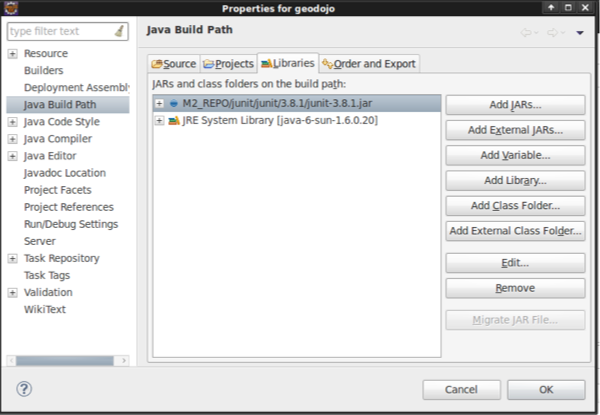 Properties for geodojo
type filter text
Java Build Path
Resource
Builders
Deployment Assembl
Java Build Path
Java Code Style
Java Compiler
Java Editor
Javadoc Location
Project Facets
Project References
Run/Debug Settings
Server
Task Repository
Task Tags
Validation
WikiText
Source
Projects
Libraries
Order and Export
JARs and class folders on the build path:
M2_REPO/junit/junit/3.8.1/junit-3.8.1.jar
JRE System Library [java-6-sun-1.6.0.20]
Add JARs...
Add External JARs...
Add Variable...
Add Library...
Add Class Folder...
Add External Class Folder...
Edit...
Remove
Migrate JAR File...
?
Cancel
OK